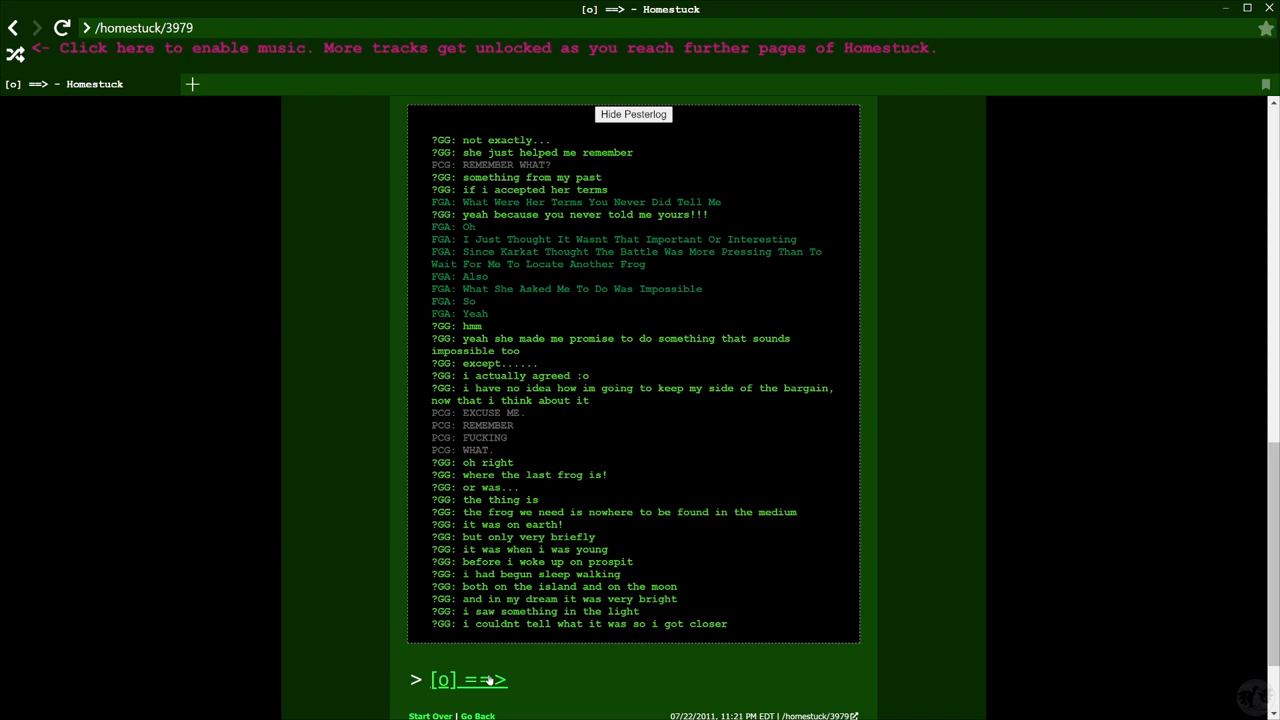 [o] ==> - Homestuck
/homestuck/3979
<- Click here to enable music. More tracks get unlocked as you reach further pages of Homestuck.
[o] ==> - Homestuck
Hide Pesterlog
?GG: not exactly...
?GG: she just helped me remember
PCG: REMEMBER WHAT?
?GG: something from my past
?GG: if i accepted her terms
FGA: What Were Her Terms You Never Did Tell Me
?GG: yeah because you never told me yours!!!
FGA: Oh
FGA: I Just Thought It Wasnt That Important Or Interesting
FGA: Since Karkat Thought The Battle Was More Pressing Than To
Wait For Me To Locate Another Frog
FGA: Also
FGA: What She Asked Me To Do Was Impossible
FGA: So
FGA: Yeah
?GG: hmm
?GG: yeah she made me promise to do something that sounds
impossible too
?GG: except......
?GG: i actually agreed :o
?GG: i have no idea how im going to keep my side of the bargain,
now that i think about it
PCG: EXCUSE ME.
PCG: REMEMBER
PCG: FUCKING
PCG: WHAT.
?GG: oh right
?GG: where the last frog is!
?GG: or was...
?GG: the thing is
?GG: the frog we need is nowhere to be found in the medium
?GG: it was on earth!
?GG: but only very briefly
?GG: it was when i was young
?GG: before i woke up on prospit
?GG: i had begun sleep walking
?GG: both on the island and on the moon
?GG: and in my dream it was very bright
?GG: i saw something in the light
?GG: i couldnt tell what it was so i got closer
> [o] ==>
Start Over | Go Back
07/22/2011, 11:21 PM EDT | /homestuck/3979